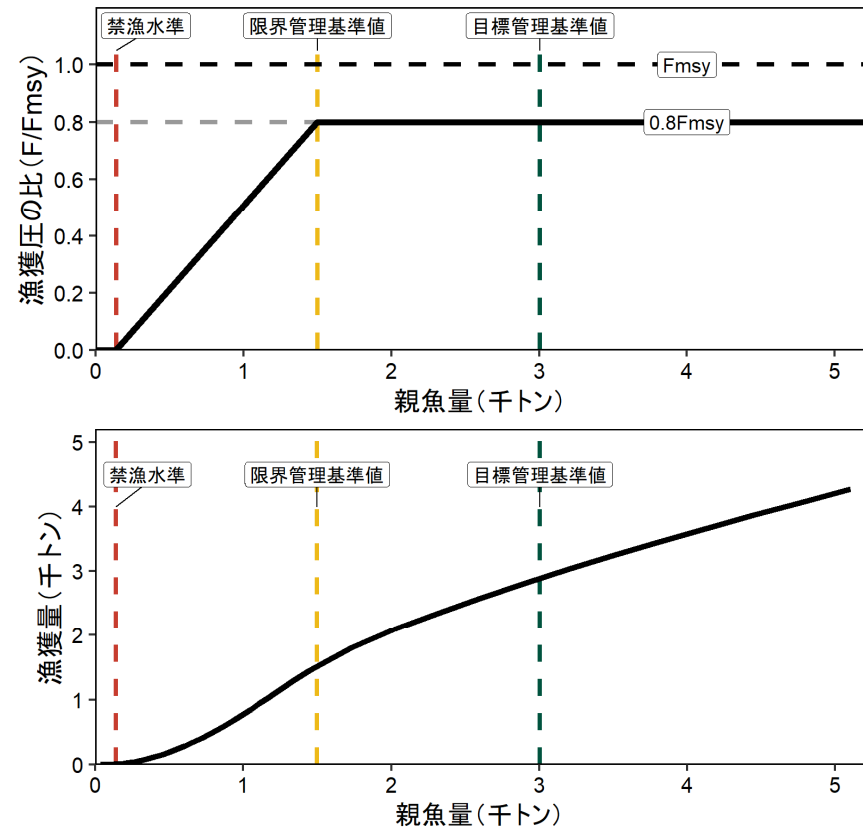 禁漁水準 限界管理基準値 目標管理基準値
漁獲圧の比(F/Fmsy)
1.0
0.8
0.6
0.4
0.2
0.0
Fmsy
0.8Fmsy
0 1 2 3 4 5
親魚量(千トン)
禁漁水準 限界管理基準値 目標管理基準値
漁獲量(千トン)
5
4
3
2
1
0
0 1 2 3 4 5
親魚量(千トン)